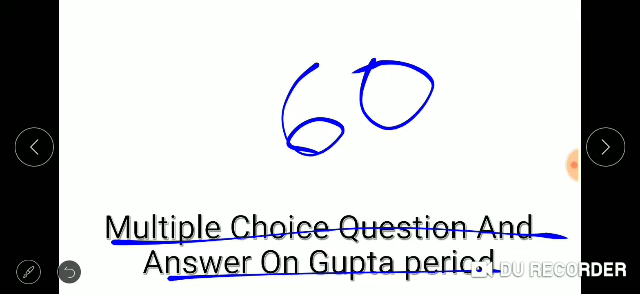 60
Multiple Choice Question And
Answer On Gupta period
DU RECORDER